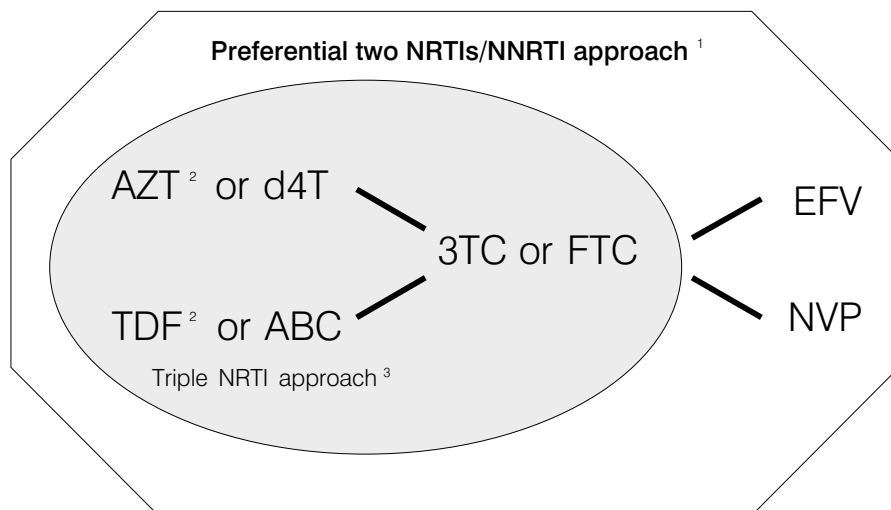 Preferential two NRTIs/NNRTI approach 1
AZT 2 or d4T
EFV
3TC or FTC
TDF 2 or ABC
NVP
Triple NRTI approach 3